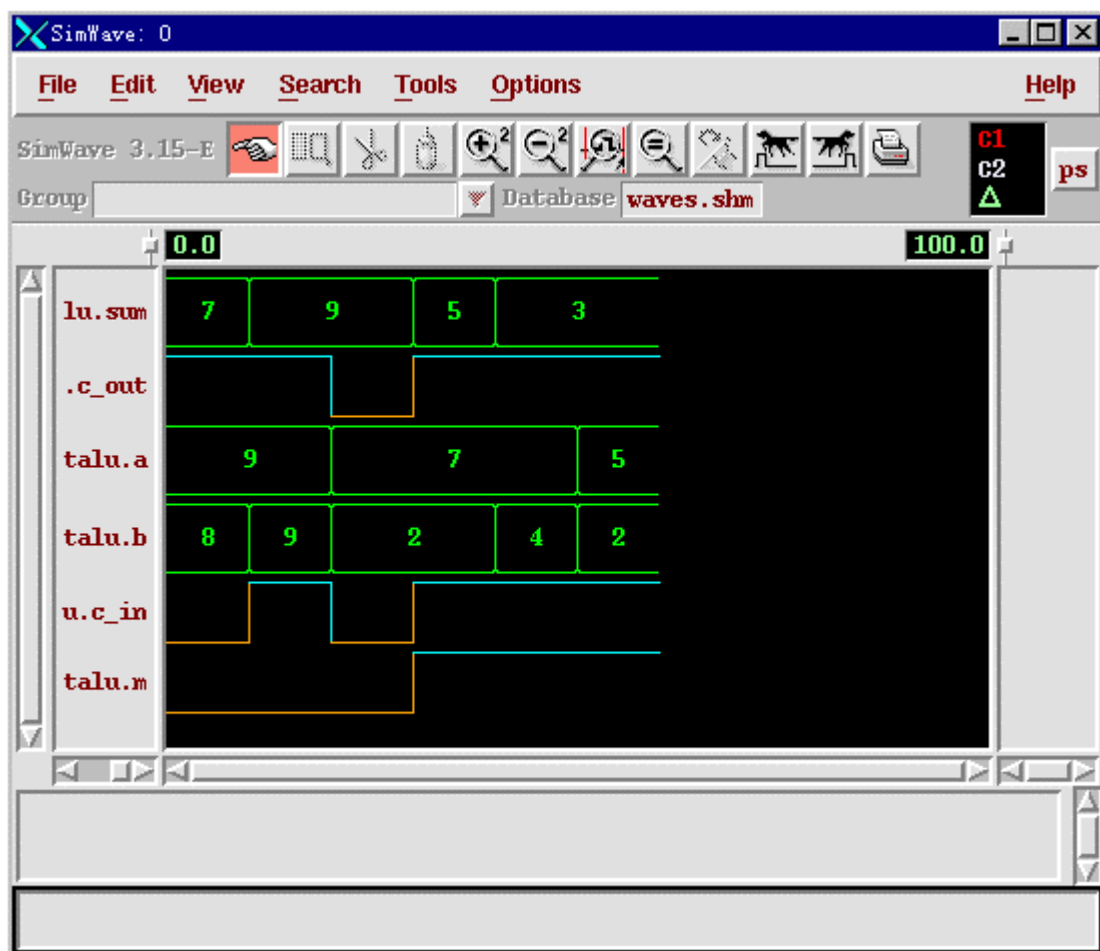 SimWave: 0
File Edit View Search Tools Options Help
SimWave 3.15-E 2 2 C1
C2
Δ
ps
Group Database waves.shm
0.0 100.0
lu.sum 7 9 5 3
.c_out
talu.a 9 7 5
talu.b 8 9 2 4 2
u.c_in
talu.m